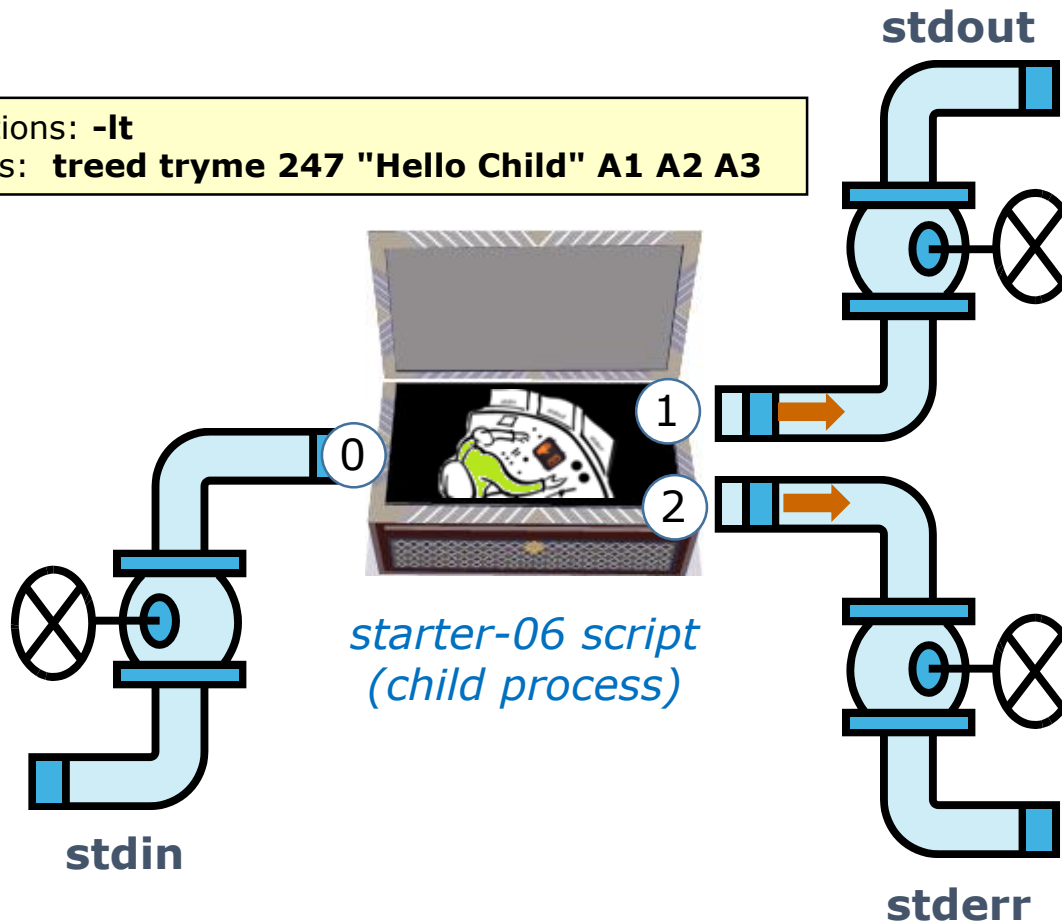 stdout
tions: -lt
s: treed tryme 247 "Hello Child" A1 A2 A3
1
0
2
starter-06 script
(child process)
stdin
stderr